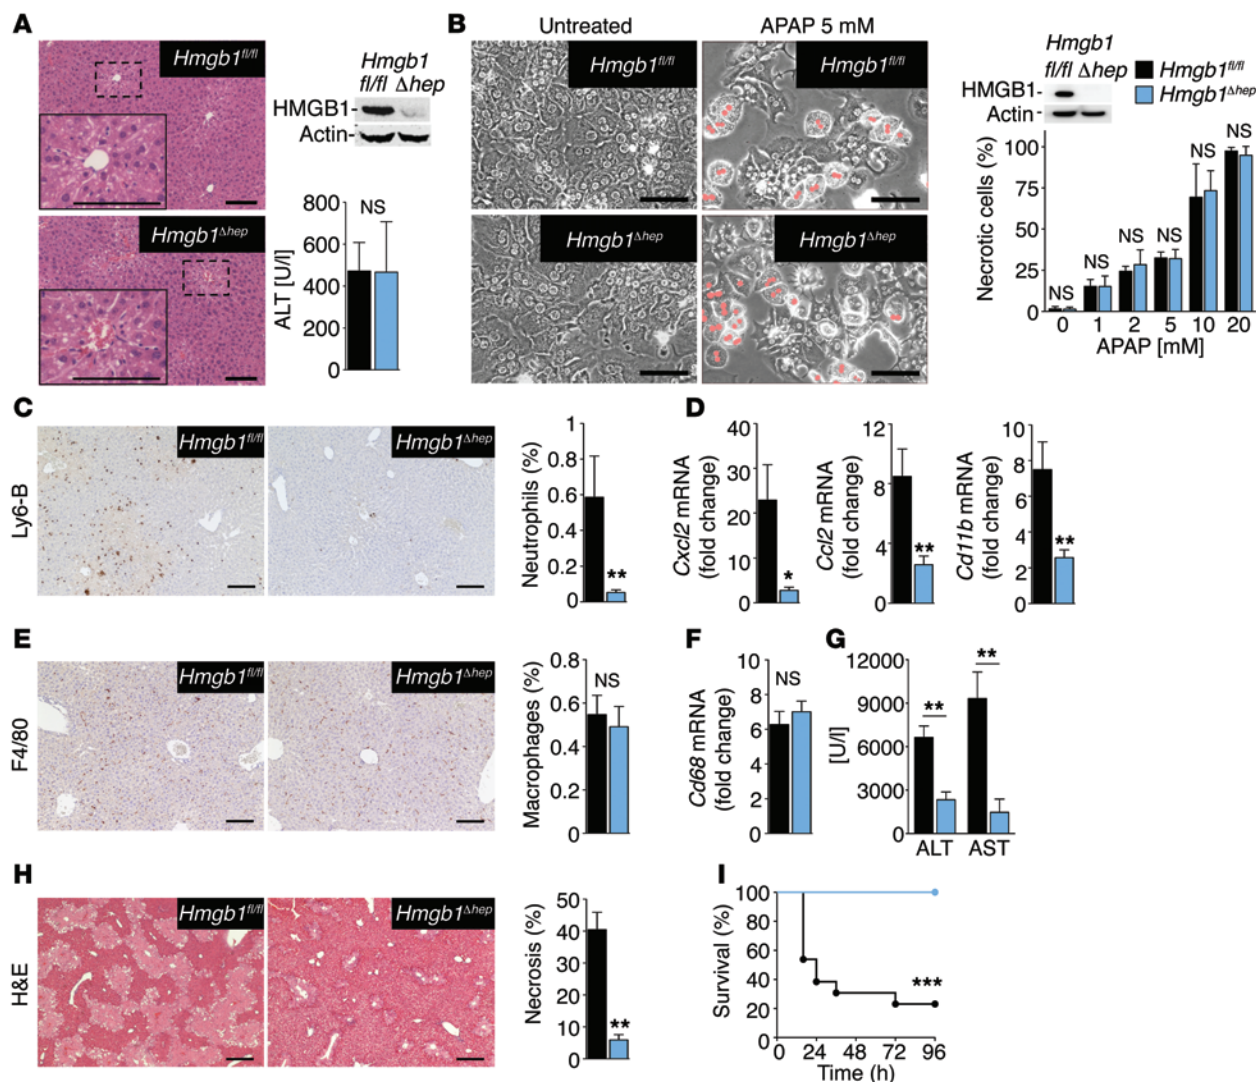 A
Hmgb1fl/fl
Hmgb1Δhep
Hmgb1
fl/fl Δhep
HMGB1-
Actin-
ALT [U/l]
800
600
400
200
0
NS
B
Untreated
APAP 5 mM
Hmgb1fl/fl
Hmgb1fl/fl
Hmgb1Δhep
Hmgb1
fl/fl Δhep
HMGB1-
Actin-
Hmgb1fl/fl
Hmgb1Δhep
Necrotic cells (%)
100
75
50
25
0
NS
NS
NS
NS
NS
NS
0 1 2 5 10 20
APAP [mM]
C
Ly6-B
Hmgb1fl/fl
Hmgb1Δhep
Neutrophils (%)
1
0.8
0.6
0.4
0.2
0
**
D
Cxcl2 mRNA
(fold change)
40
30
20
10
0
*
Ccl2 mRNA
(fold change)
12
8
4
0
**
Cd11b mRNA
(fold change)
10
8
6
4
2
0
**
E
F4/80
Hmgb1fl/fl
Hmgb1Δhep
Macrophages (%)
0.8
0.6
0.4
0.2
0
NS
F
Cd68 mRNA
(fold change)
10
8
6
4
2
0
NS
G
[U/l]
12000
9000
6000
3000
0
**
**
ALT AST
H
H&E
Hmgb1fl/fl
Hmgb1Δhep
Necrosis (%)
50
40
30
20
10
0
**
I
Survival (%)
100
80
60
40
20
***
0 24 48 72 96
Time (h)